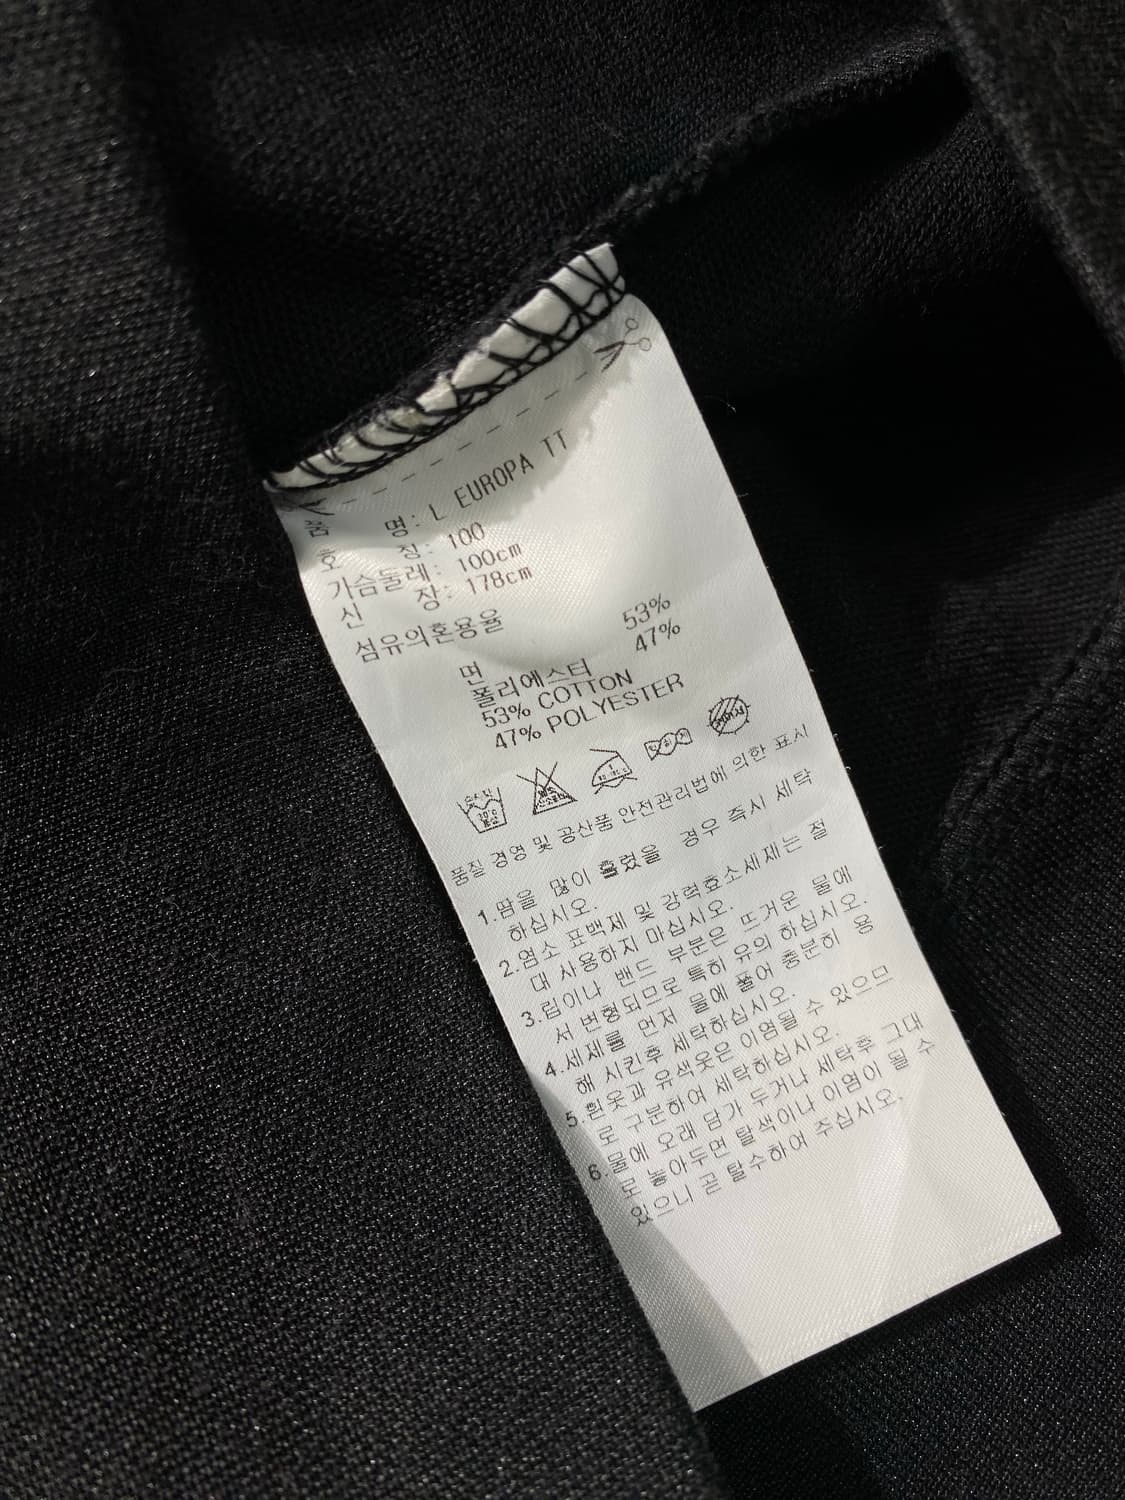 품 명: L EUROPA TT
호 칭: 100
가슴둘레: 100cm
신 장: 178cm
섬유의혼용율
면 53%
폴리에스터 47%
53% COTTON
47% POLYESTER
품질 경영 및 공산품 안전관리법에 의한 표시
1.땀을 많이 흘렸을 경우 즉시 세탁
하십시오.
2.염소 표백제 및 강력효소세제는 절
대 사용하지 마십시오.
3.립이나 밴드 부분은 뜨거운 물에
서 변형되므로 특히 유의 하십시오.
4.세제를 먼저 물에 풀어 충분히 용
해 시킨후 세탁하십시오.
5.흰옷과 유색옷은 이염될 수 있으므
로 구분하여 세탁하십시오.
6.물에 오래 담가 두거나 세탁후 그대
로 놓아두면 탈색이나 이염이 될 수
있으니 곧 탈수하여 주십시오.